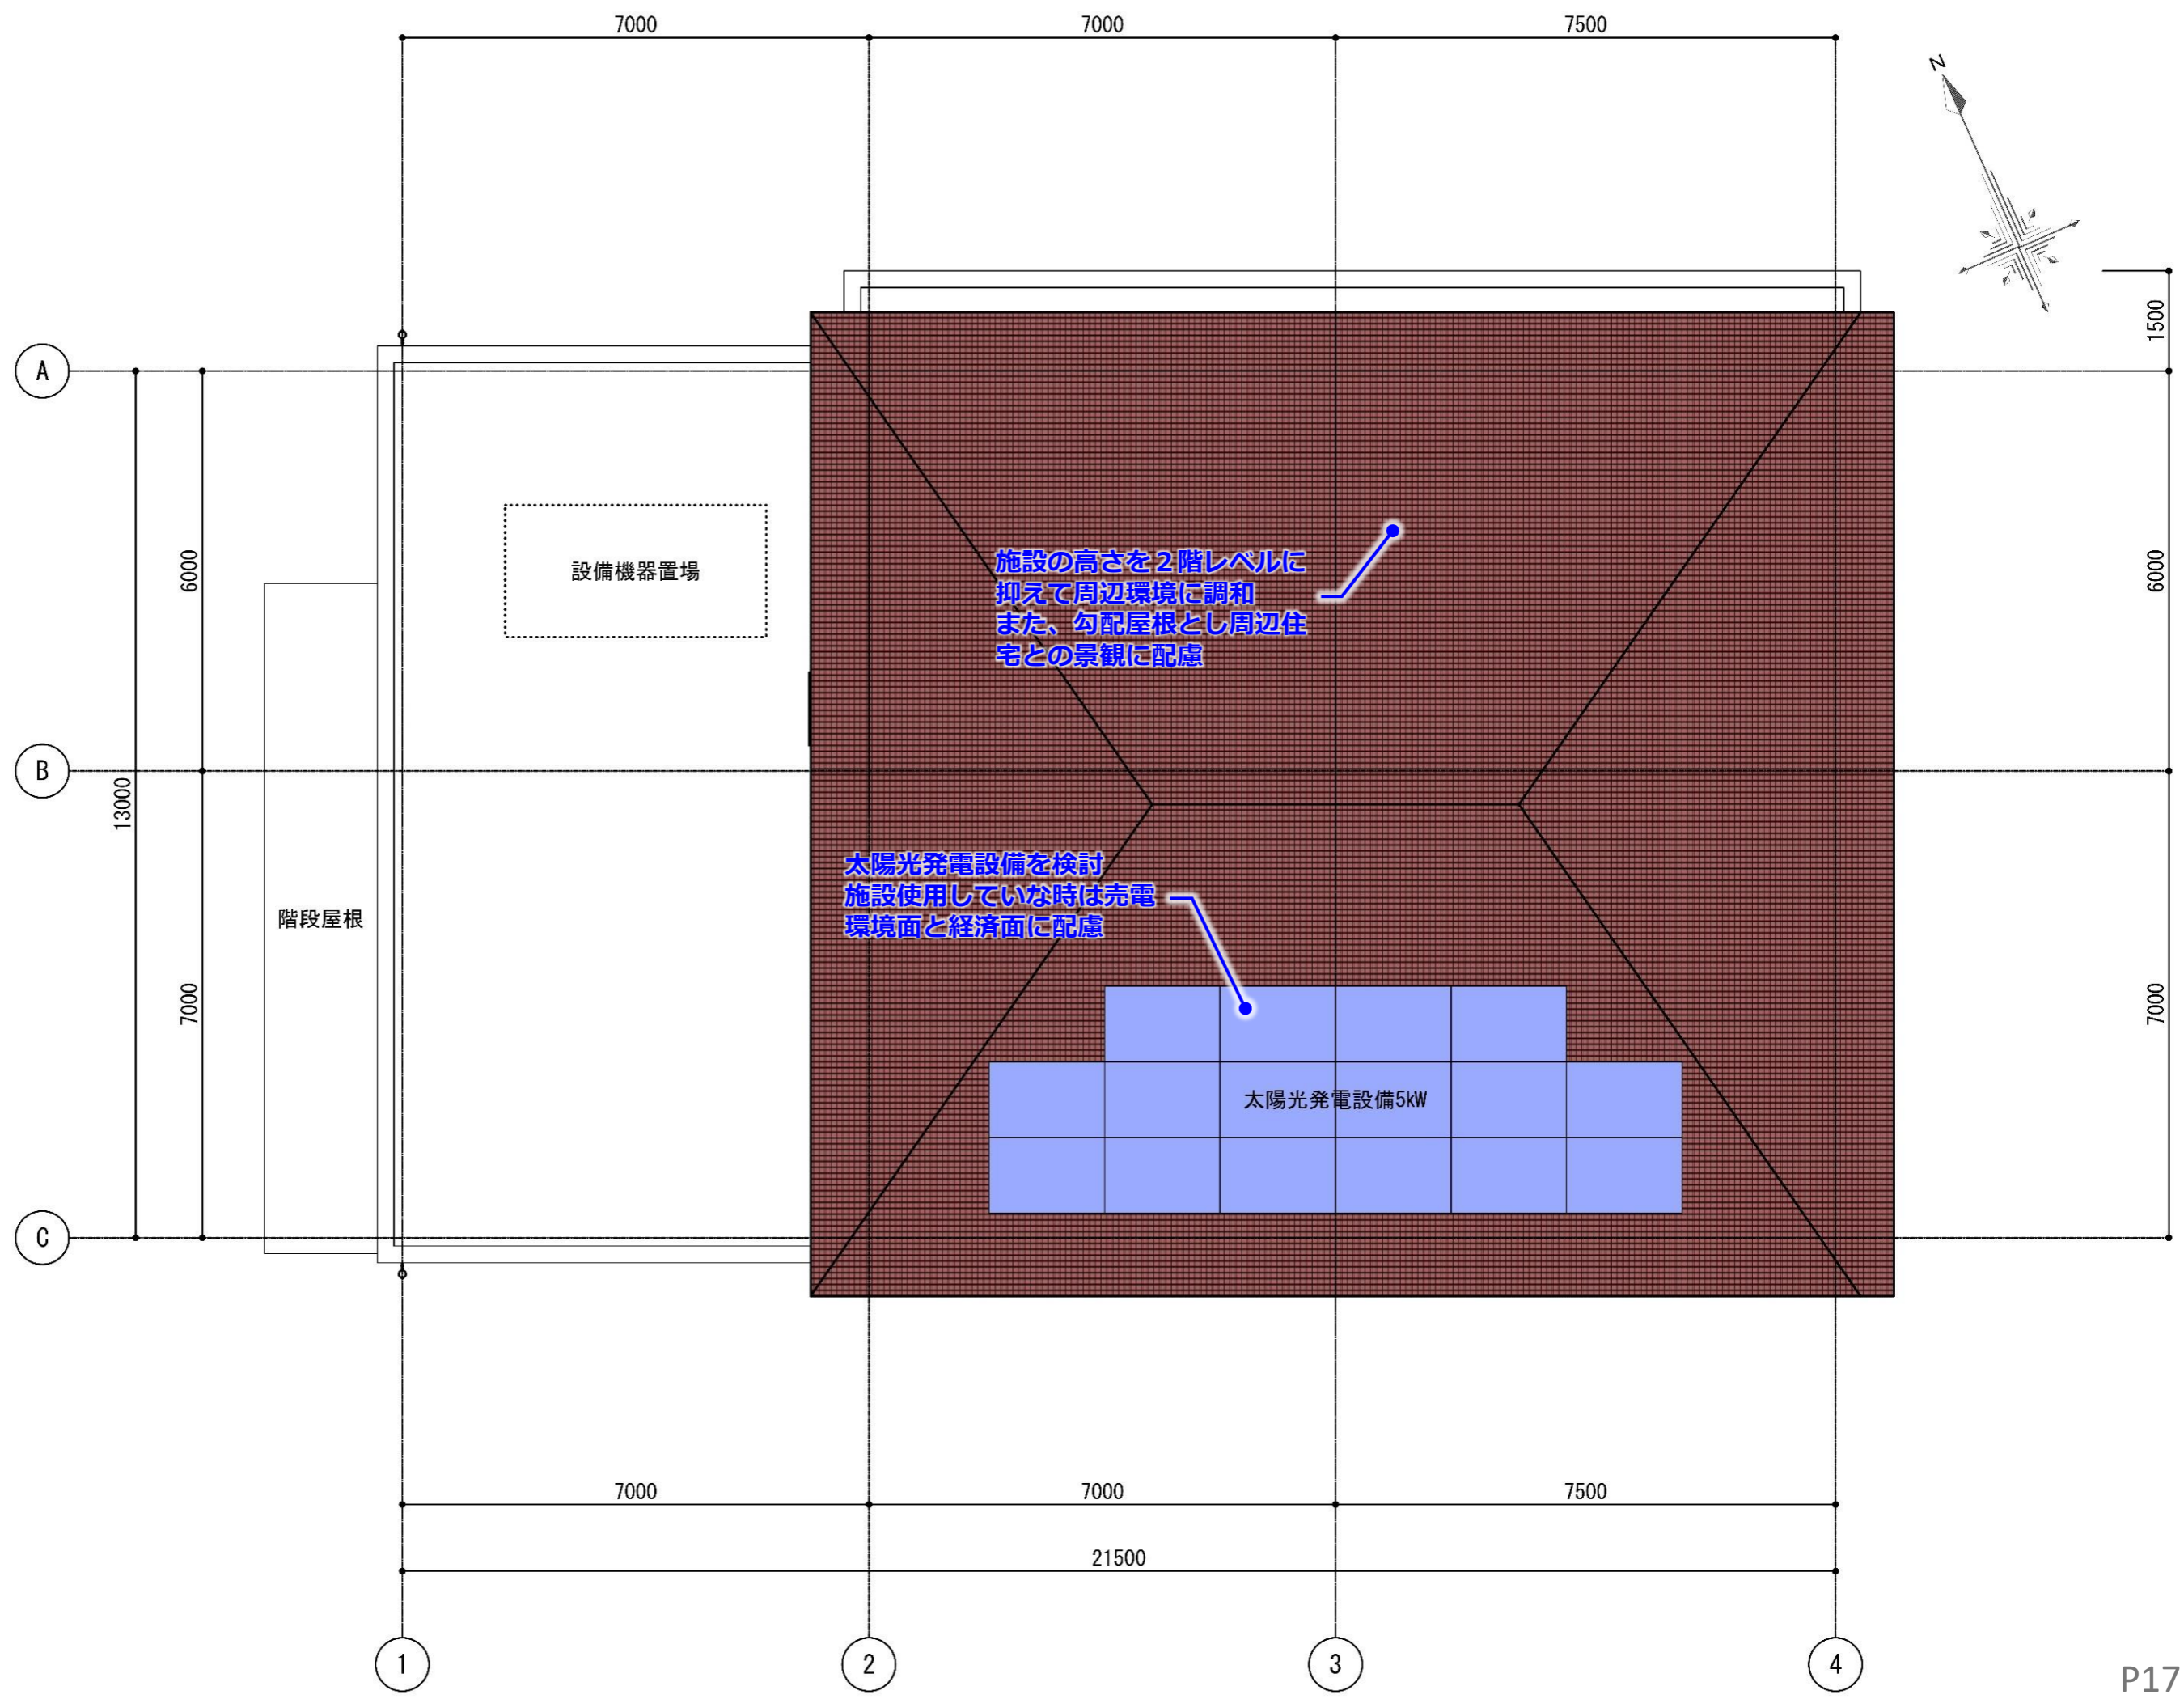 7000
7000
7500
N
1500
A
6000
6000
設備機器置場
施設の高さを２階レベルに
抑えて周辺環境に調和
また、勾配屋根とし周辺住
宅との景観に配慮
B
13000
太陽光発電設備を検討
施設使用していな時は売電
環境面と経済面に配慮
階段屋根
7000
7000
太陽光発電設備5kW
C
7000
7000
7500
21500
1
2
3
4
P17